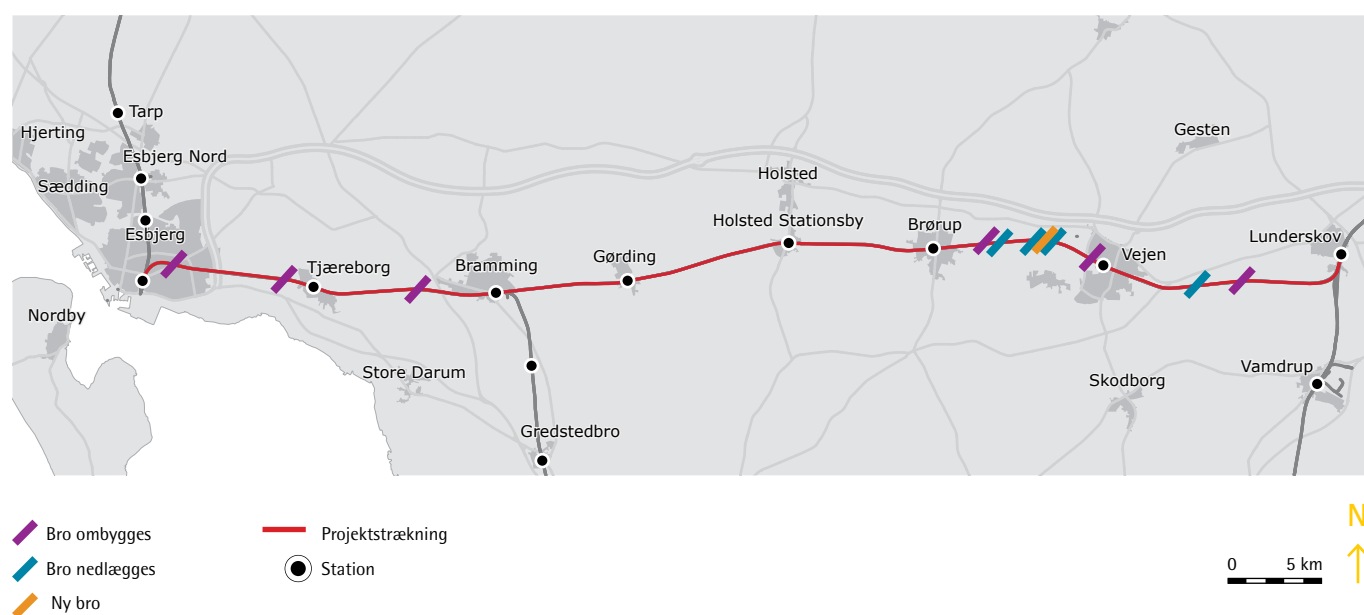 Tarp
Hjerting
Esbjerg Nord
Sædding
Esbjerg
Nordby
Tjæreborg
Bramming
Store Darum
Gredstedbro
Gørding
Holsted
Holsted Stationsby
Brørup
Gesten
Vejen
Lunderskov
Skodborg
Vamdrup
Bro ombygges
Bro nedlægges
Ny bro
Projektstrækning
Station
0 5 km
N